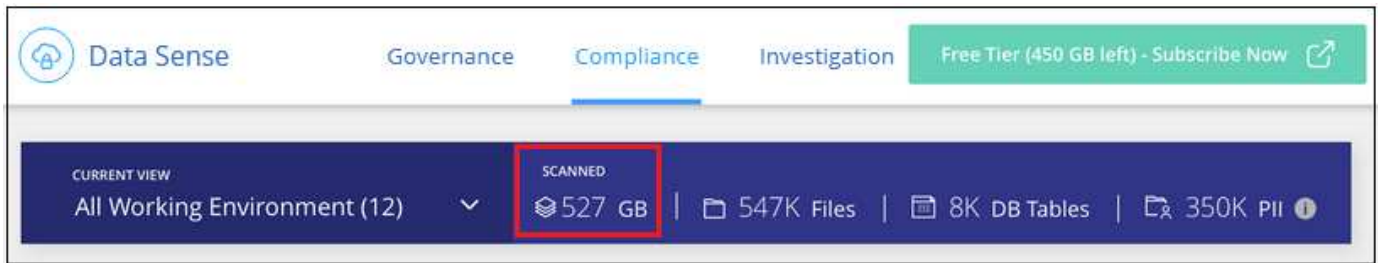 Data Sense
Governance
Compliance
Investigation
Free Tier (450 GB left) - Subscribe Now
CURRENT VIEW
All Working Environment (12)
SCANNED
527 GB | 547K Files | 8K DB Tables | 350K PII